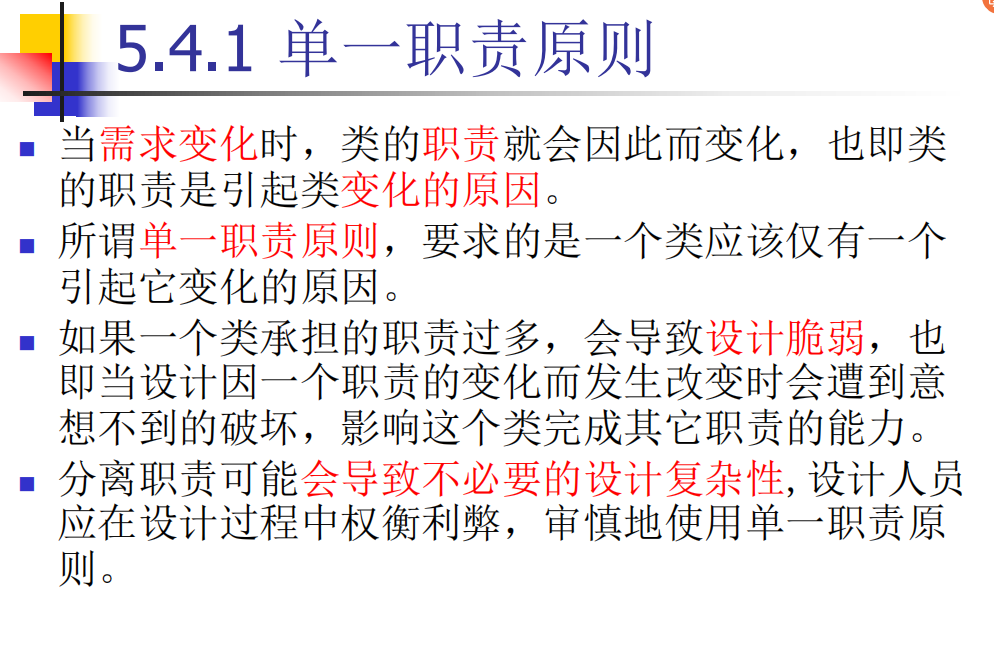 5.4.1 单一职责原则
当需求变化时，类的职责就会因此而变化，也即类
的职责是引起类变化的原因。
所谓单一职责原则，要求的是一个类应该仅有一个
引起它变化的原因。
如果一个类承担的职责过多，会导致设计脆弱，也
即当设计因一个职责的变化而发生改变时会遭到意
想不到的破坏，影响这个类完成其它职责的能力。
分离职责可能会导致不必要的设计复杂性,设计人员
应在设计过程中权衡利弊，审慎地使用单一职责原
则。